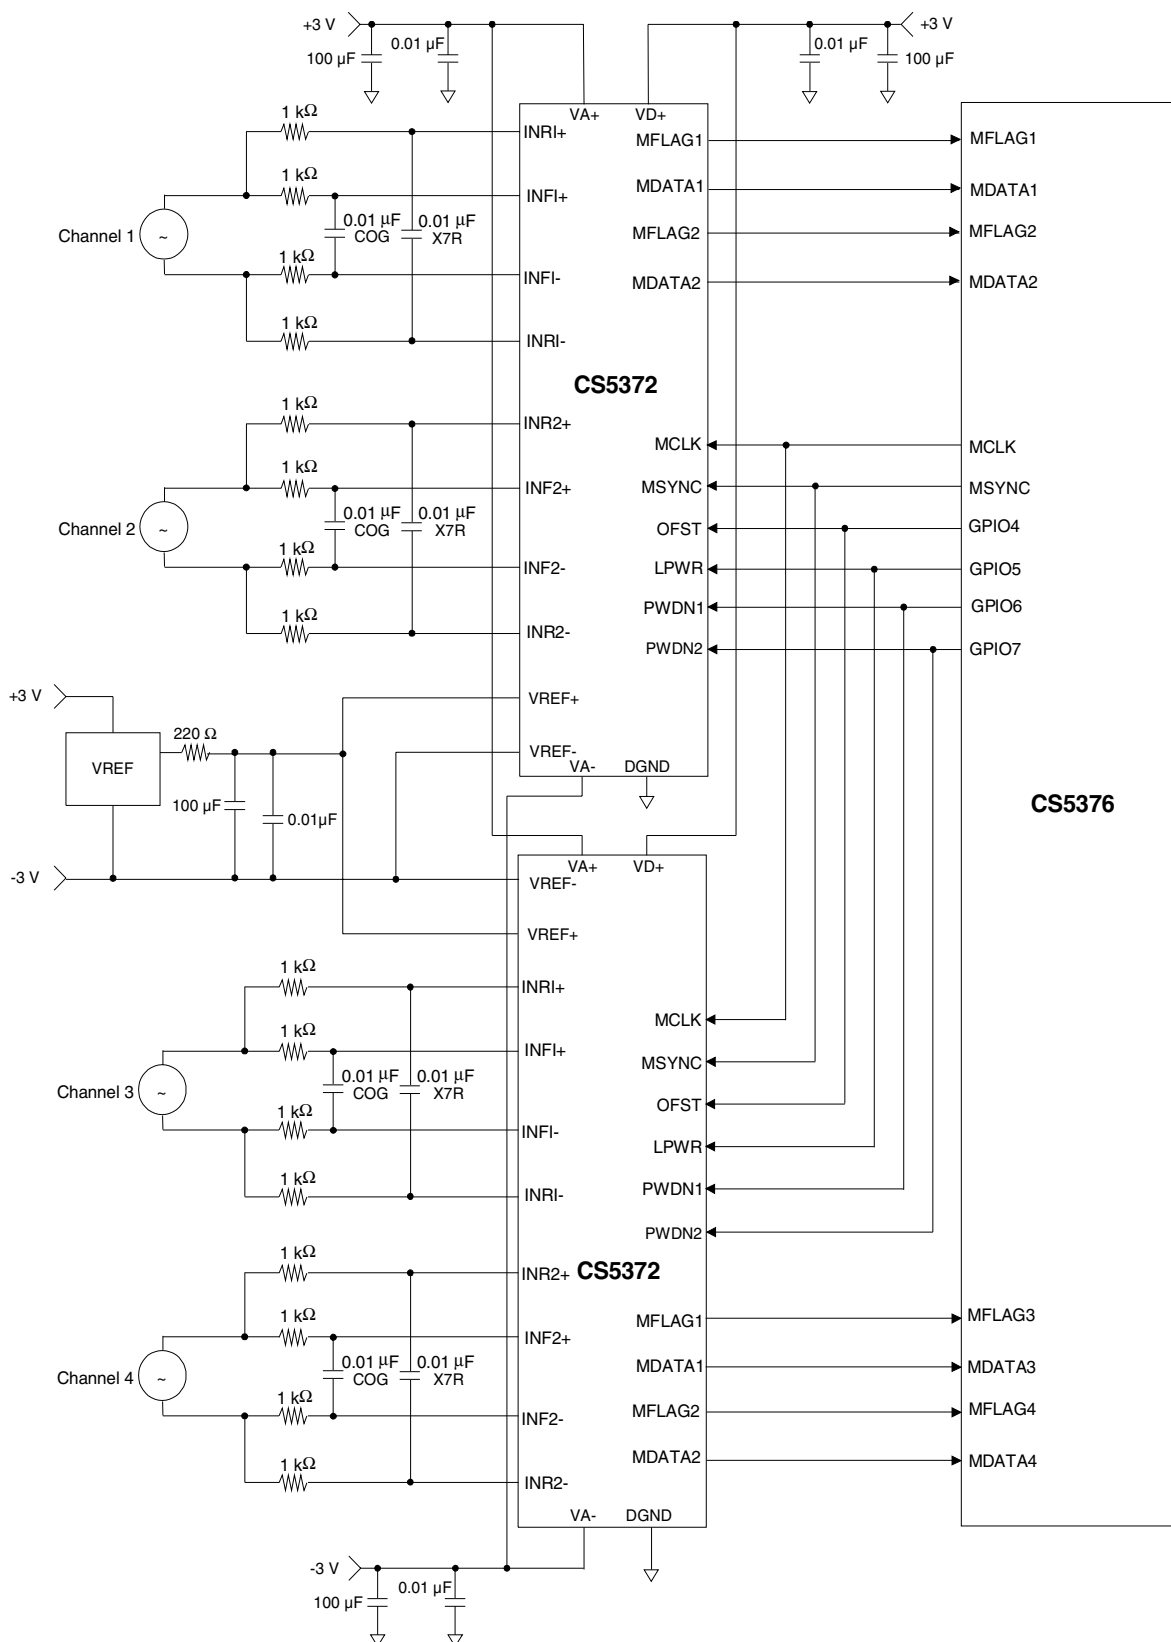 +3 V
100 µF
0.01 µF
+3 V
0.01 µF
100 µF
VA+
VD+
1 kΩ
INRI+
MFLAG1
MFLAG1
1 kΩ
INFI+
MDATA1
MDATA1
Channel 1
~
0.01 µF
COG
0.01 µF
X7R
MFLAG2
MFLAG2
1 kΩ
INFI-
MDATA2
MDATA2
1 kΩ
INRI-
CS5372
1 kΩ
INR2+
MCLK
MCLK
1 kΩ
INF2+
MSYNC
MSYNC
Channel 2
~
0.01 µF
COG
0.01 µF
X7R
OFST
GPIO4
1 kΩ
INF2-
LPWR
GPIO5
1 kΩ
INR2-
PWDN1
GPIO6
PWDN2
GPIO7
+3 V
VREF+
220 Ω
VREF
VREF-
VA-
DGND
100 µF
0.01µF
CS5376
-3 V
VA+
VD+
VREF-
VREF+
1 kΩ
INRI+
MCLK
1 kΩ
INFI+
MSYNC
Channel 3
~
0.01 µF
COG
0.01 µF
X7R
OFST
1 kΩ
INFI-
LPWR
1 kΩ
INRI-
PWDN1
PWDN2
1 kΩ
INR2+
CS5372
1 kΩ
INF2+
MFLAG1
MFLAG3
Channel 4
~
0.01 µF
COG
0.01 µF
X7R
MDATA1
MDATA3
1 kΩ
INF2-
MFLAG2
MFLAG4
1 kΩ
INR2-
MDATA2
MDATA4
VA-
DGND
-3 V
100 µF
0.01 µF